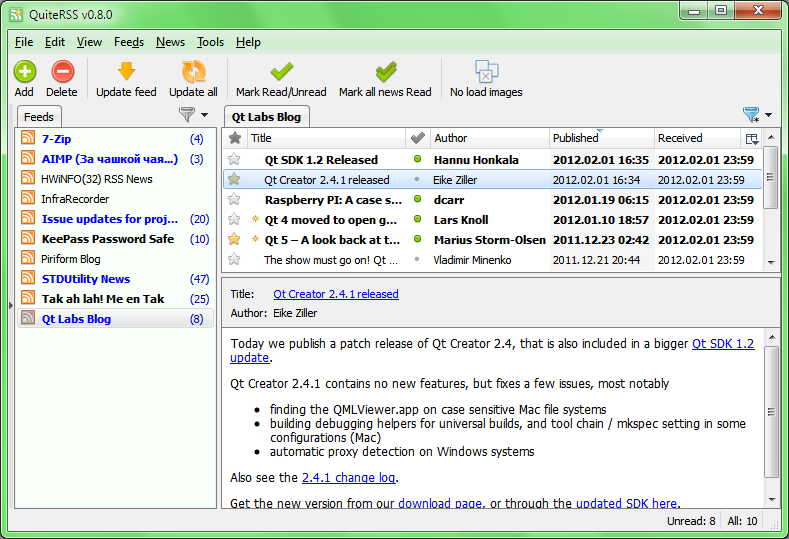 QuiteRSS v0.8.0
File Edit View Feeds News Tools Help
Add Delete Update feed Update all Mark Read/Unread Mark all news Read No load images
Feeds
7-Zip (4)
AIMP (За чашкой чая...) (3)
HWiNFO(32) RSS News
InfraRecorder
Issue updates for proj... (20)
KeePass Password Safe (10)
Piriform Blog
STDUtility News (47)
Tak ah lah! Me en Tak (25)
Qt Labs Blog (8)
Qt Labs Blog
Title Author Published Received
Qt SDK 1.2 Released Hannu Honkala 2012.02.01 16:35 2012.02.01 23:59
Qt Creator 2.4.1 released Eike Ziller 2012.02.01 16:34 2012.02.01 23:59
Raspberry PI: A case s... dcarr 2012.01.19 06:15 2012.02.01 23:59
Qt 4 moved to open g... Lars Knoll 2012.01.10 18:57 2012.02.01 23:59
Qt 5 – A look back at t... Marius Storm-Olsen 2011.12.23 02:42 2012.02.01 23:59
The show must go on! Qt ... Vladimir Minenko 2011.12.21 20:44 2012.02.01 23:59
Title: Qt Creator 2.4.1 released
Author: Eike Ziller
Today we publish a patch release of Qt Creator 2.4, that is also included in a bigger Qt SDK 1.2
update.
Qt Creator 2.4.1 contains no new features, but fixes a few issues, most notably
• finding the QMLViewer.app on case sensitive Mac file systems
• building debugging helpers for universal builds, and tool chain / mkspec setting in some
configurations (Mac)
• automatic proxy detection on Windows systems
Also see the 2.4.1 change log.
Get the new version from our download page, or through the updated SDK here.
Unread: 8 All: 10